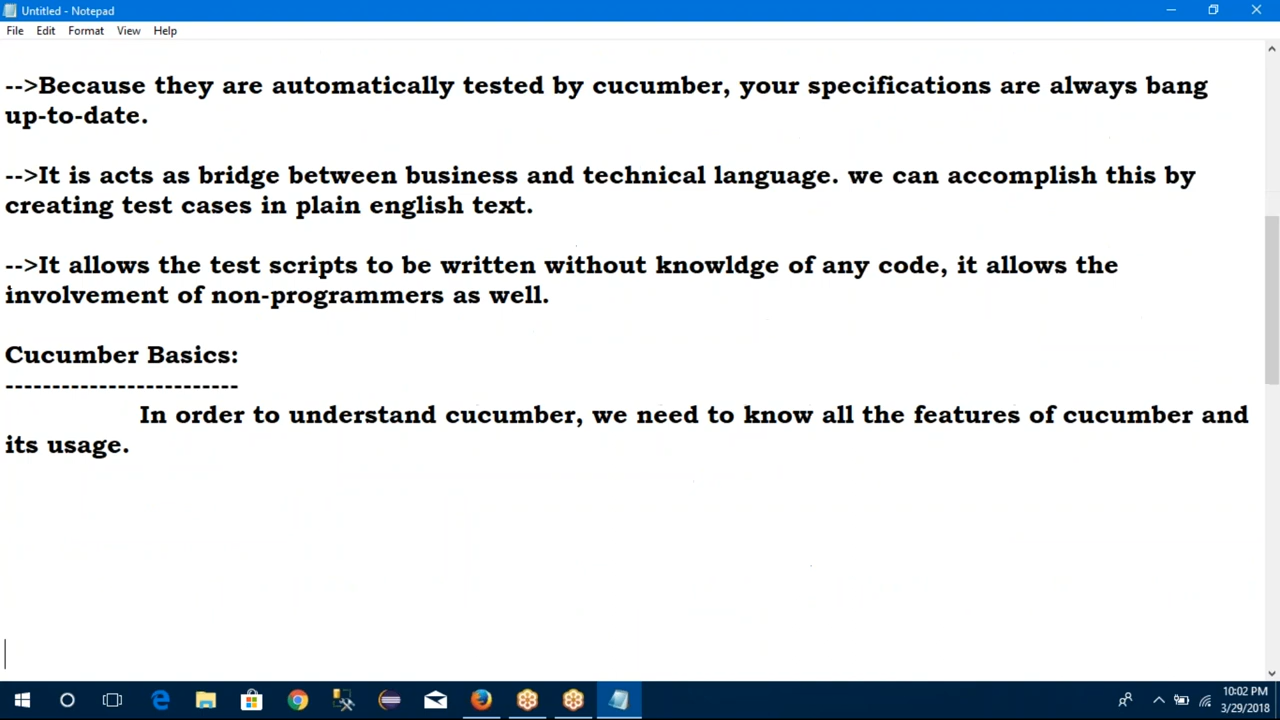 Untitled - Notepad
File Edit Format View Help
-->Because they are automatically tested by cucumber, your specifications are always bang
up-to-date.
-->It is acts as bridge between business and technical language. we can accomplish this by
creating test cases in plain english text.
-->It allows the test scripts to be written without knowldge of any code, it allows the
involvement of non-programmers as well.
Cucumber Basics:
-------------------------
In order to understand cucumber, we need to know all the features of cucumber and
its usage.
10:02 PM
3/29/2018